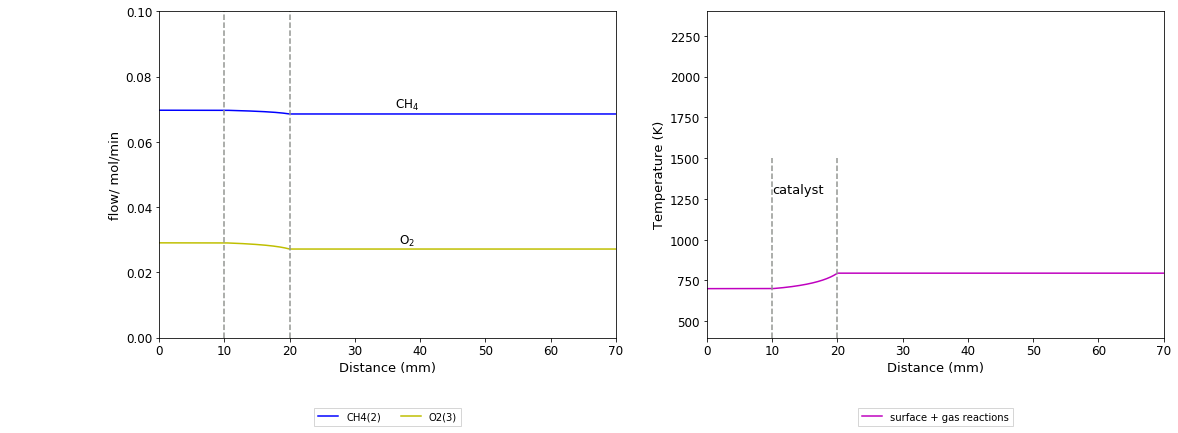 0.10
0.08
0.06
0.04
0.02
0.00
flow/ mol/min
CH₄
O₂
0 10 20 30 40 50 60 70
Distance (mm)
CH4(2) O2(3)
2250
2000
1750
1500
1250
1000
750
500
Temperature (K)
catalyst
0 10 20 30 40 50 60 70
Distance (mm)
surface + gas reactions